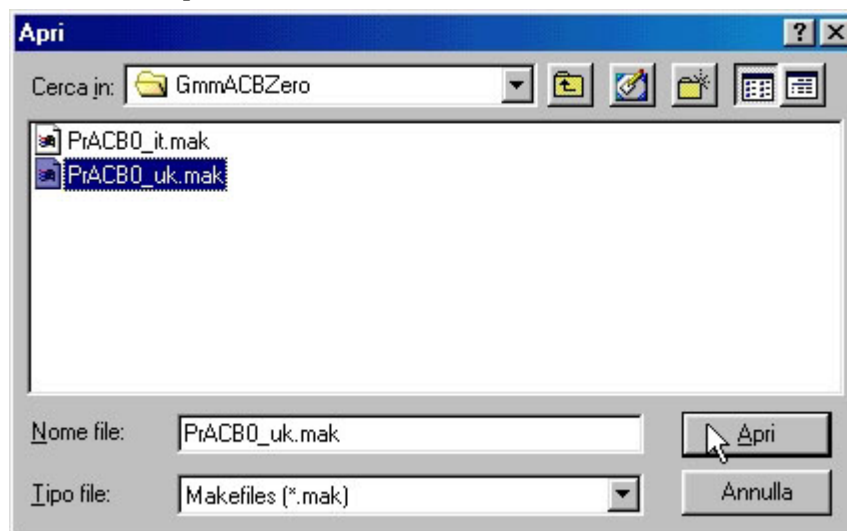 Apri
Cerca in: GmmACBZero
PrACB0_it.mak
PrACB0_uk.mak
Nome file: PrACB0_uk.mak Apri
Tipo file: Makefiles (*.mak) Annulla